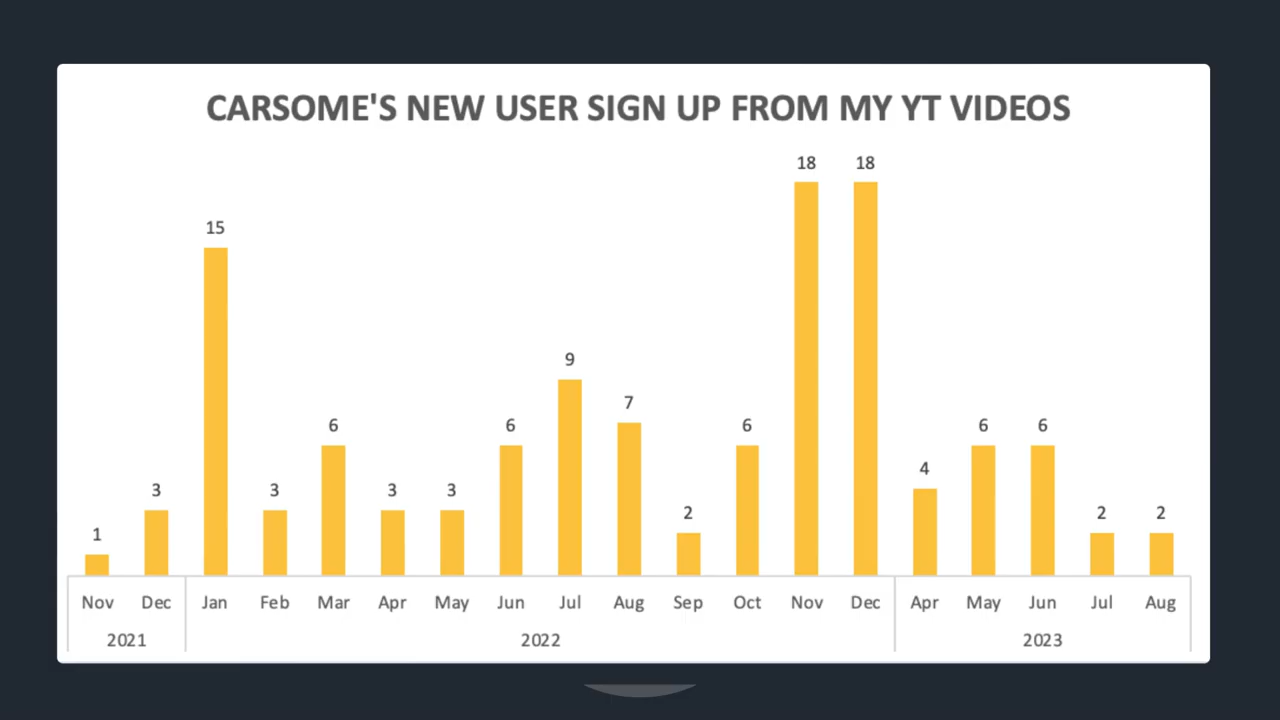 CARSOME'S NEW USER SIGN UP FROM MY YT VIDEOS
18 18
15
9
7
6 6 6 6 6
4
3 3 3 3
2 2 2
1
Nov Dec Jan Feb Mar Apr May Jun Jul Aug Sep Oct Nov Dec Apr May Jun Jul Aug
2021 2022 2023